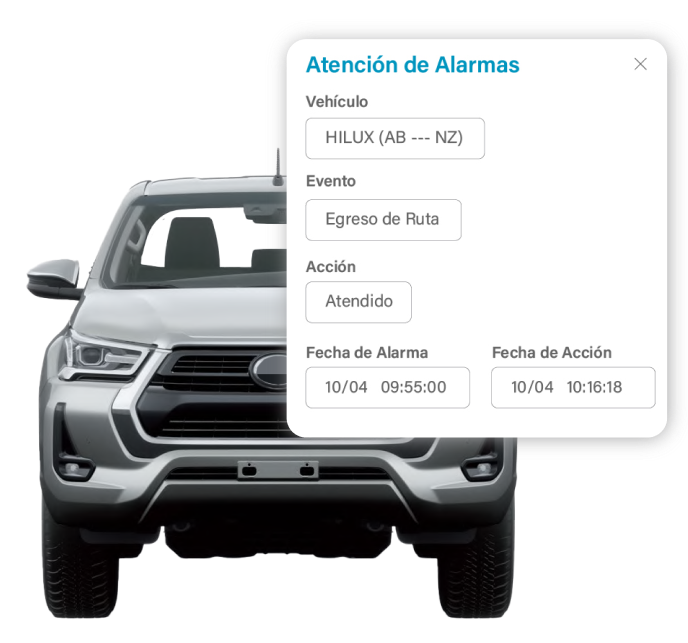 Atención de Alarmas
Vehículo
HILUX (AB --- NZ)
Evento
Egreso de Ruta
Acción
Atendido
Fecha de Alarma Fecha de Acción
10/04 09:55:00 10/04 10:16:18